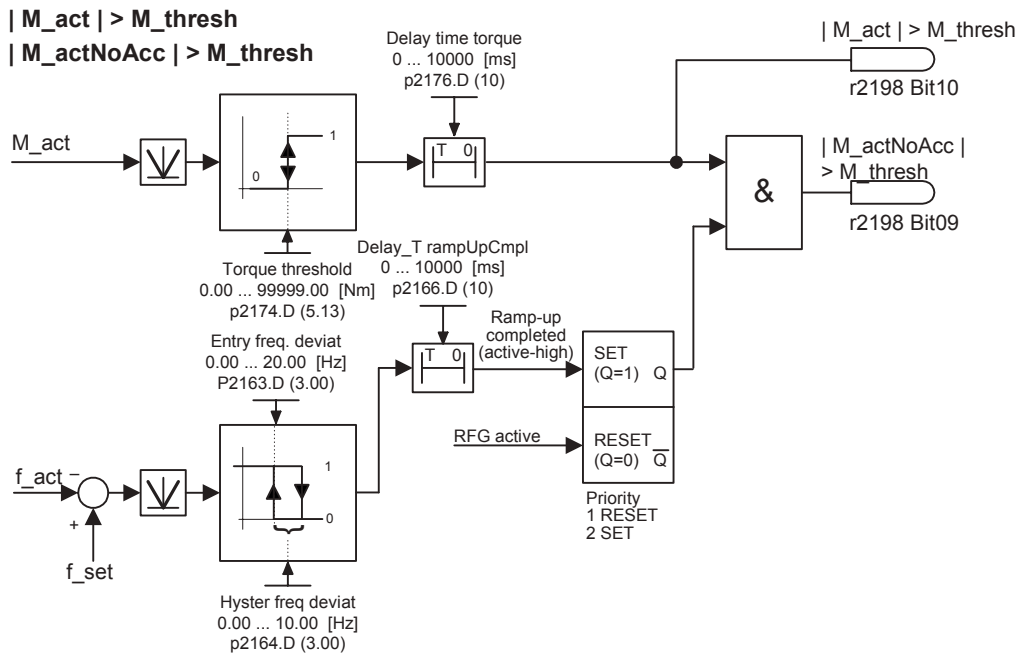 | M_act | > M_thresh
| M_actNoAcc | > M_thresh
Delay time torque
0 ... 10000 [ms]
p2176.D (10)
| M_act | > M_thresh
r2198 Bit10
M_act
1
0
T 0
&
| M_actNoAcc |
> M_thresh
r2198 Bit09
Torque threshold
0.00 ... 99999.00 [Nm]
p2174.D (5.13)
Delay_T rampUpCmpl
0 ... 10000 [ms]
p2166.D (10)
Entry freq. deviat
0.00 ... 20.00 [Hz]
P2163.D (3.00)
T 0
Ramp-up
completed
(active-high)
SET
(Q=1) Q
RFG active
RESET
(Q=0) Q̅
Priority
1 RESET
2 SET
f_act
−
+
f_set
1
0
Hyster freq deviat
0.00 ... 10.00 [Hz]
p2164.D (3.00)